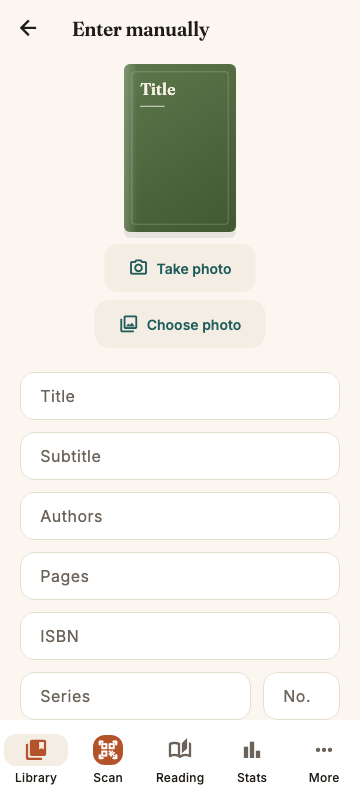 Enter manually
Title
Take photo
Choose photo
Title
Subtitle
Authors
Pages
ISBN
Series
No.
Library
Scan
Reading
Stats
More